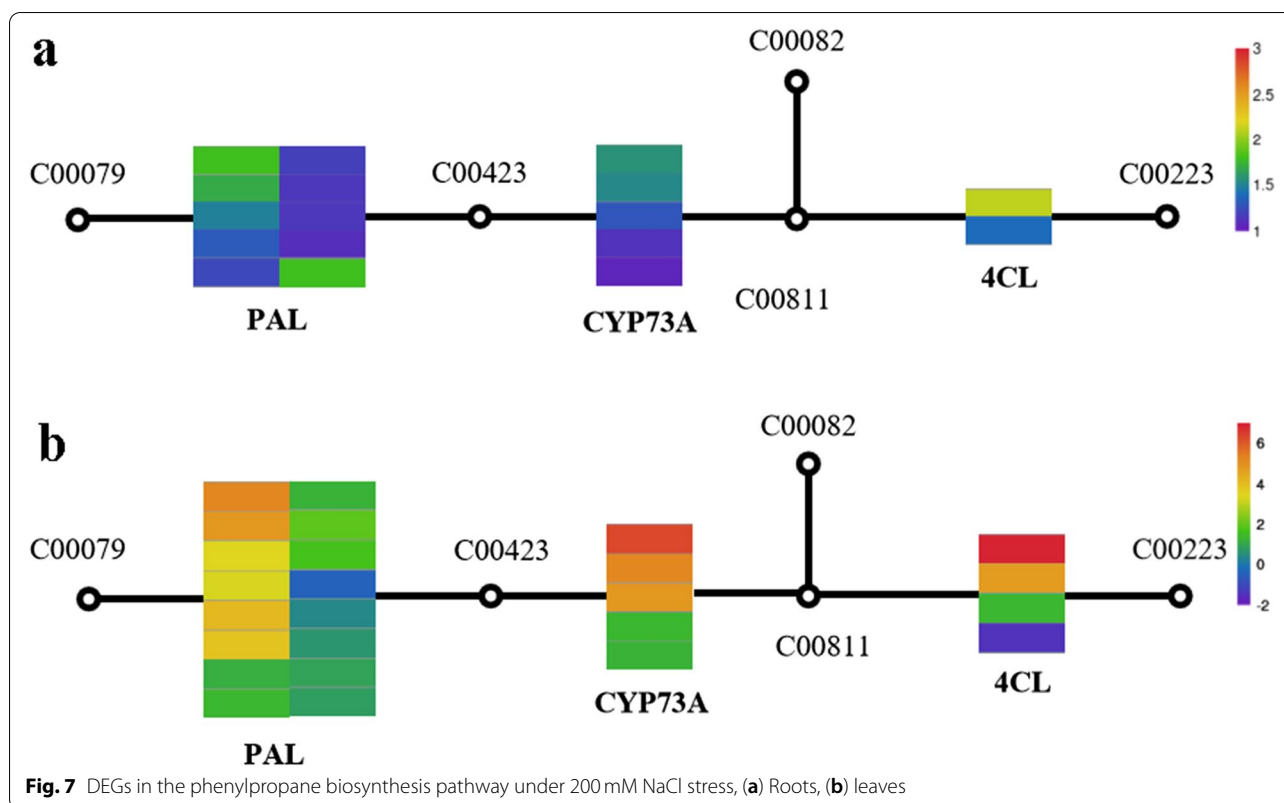 a
C00082
3
2.5
2
1.5
1
C00079
C00423
C00223
C00811
PAL
CYP73A
4CL
b
C00082
6
4
2
0
-2
C00079
C00423
C00223
C00811
CYP73A
4CL
PAL
Fig. 7 DEGs in the phenylpropane biosynthesis pathway under 200 mM NaCl stress, (a) Roots, (b) leaves